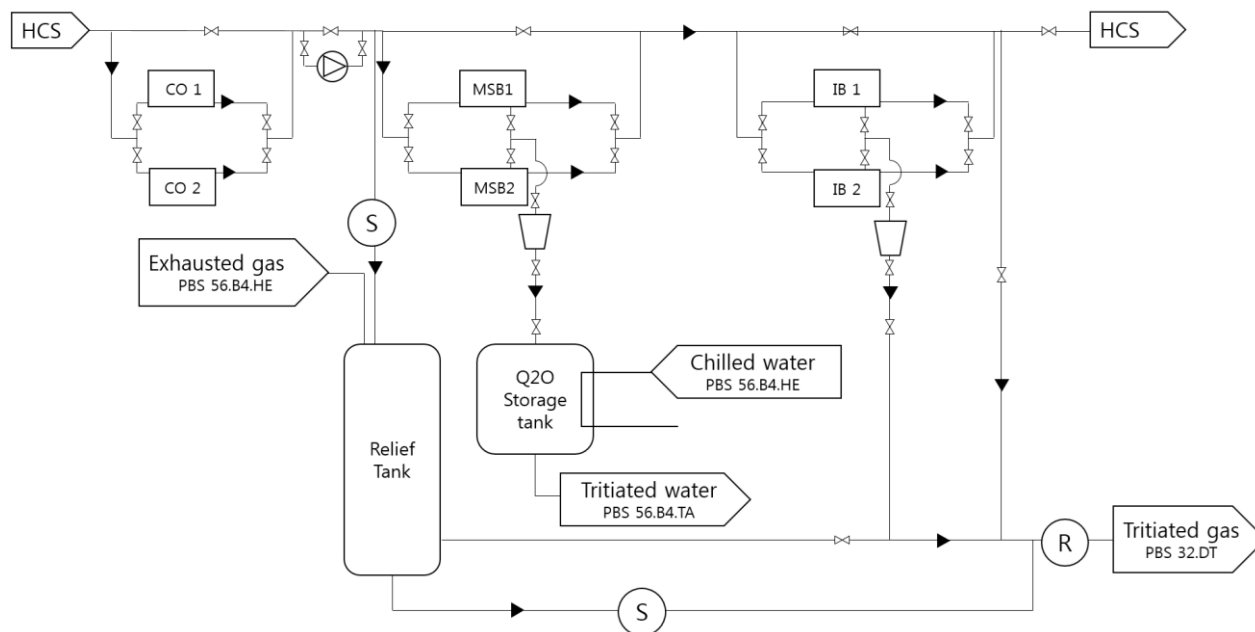 HCS
HCS
CO 1
MSB1
IB 1
CO 2
MSB2
IB 2
S
Exhausted gas
PBS 56.B4.HE
Q2O
Storage
tank
Chilled water
PBS 56.B4.HE
Relief
Tank
Tritiated water
PBS 56.B4.TA
R
Tritiated gas
PBS 32.DT
S